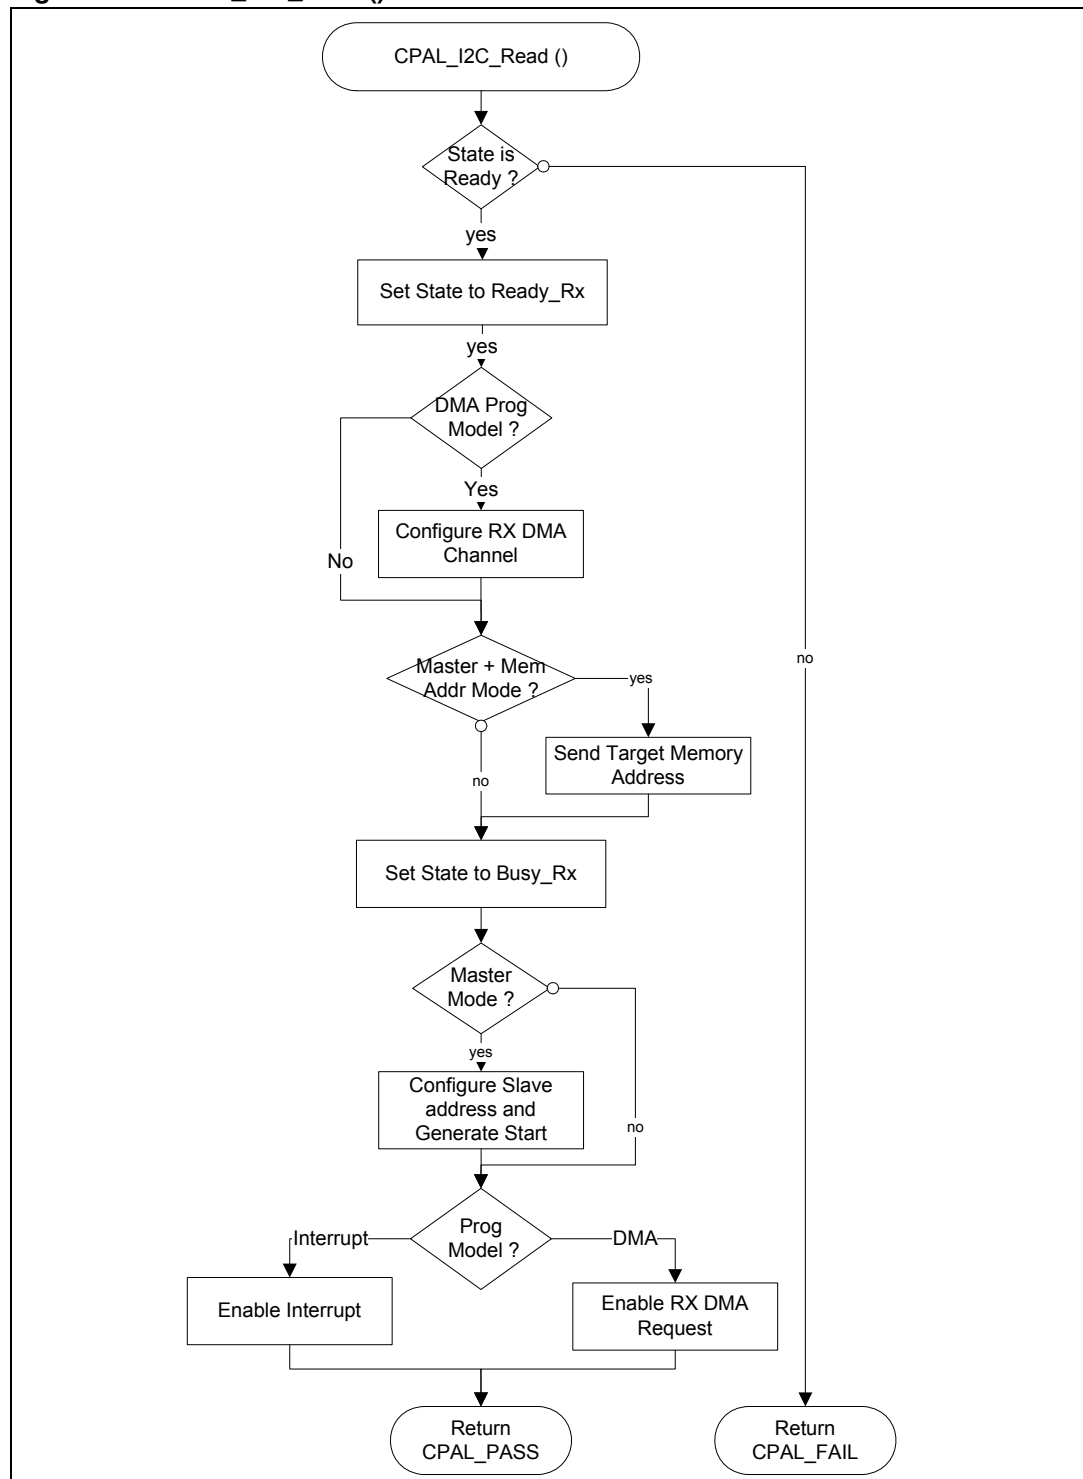 CPAL_I2C_Read ()
State is
Ready ?
yes
Set State to Ready_Rx
yes
DMA Prog
Model ?
Yes
Configure RX DMA
Channel
No
Master + Mem
Addr Mode ?
yes
no
Send Target Memory
Address
no
Set State to Busy_Rx
Master
Mode ?
yes
Configure Slave
address and
Generate Start
no
Prog
Model ?
Interrupt
DMA
Enable Interrupt
Enable RX DMA
Request
Return
CPAL_PASS
Return
CPAL_FAIL